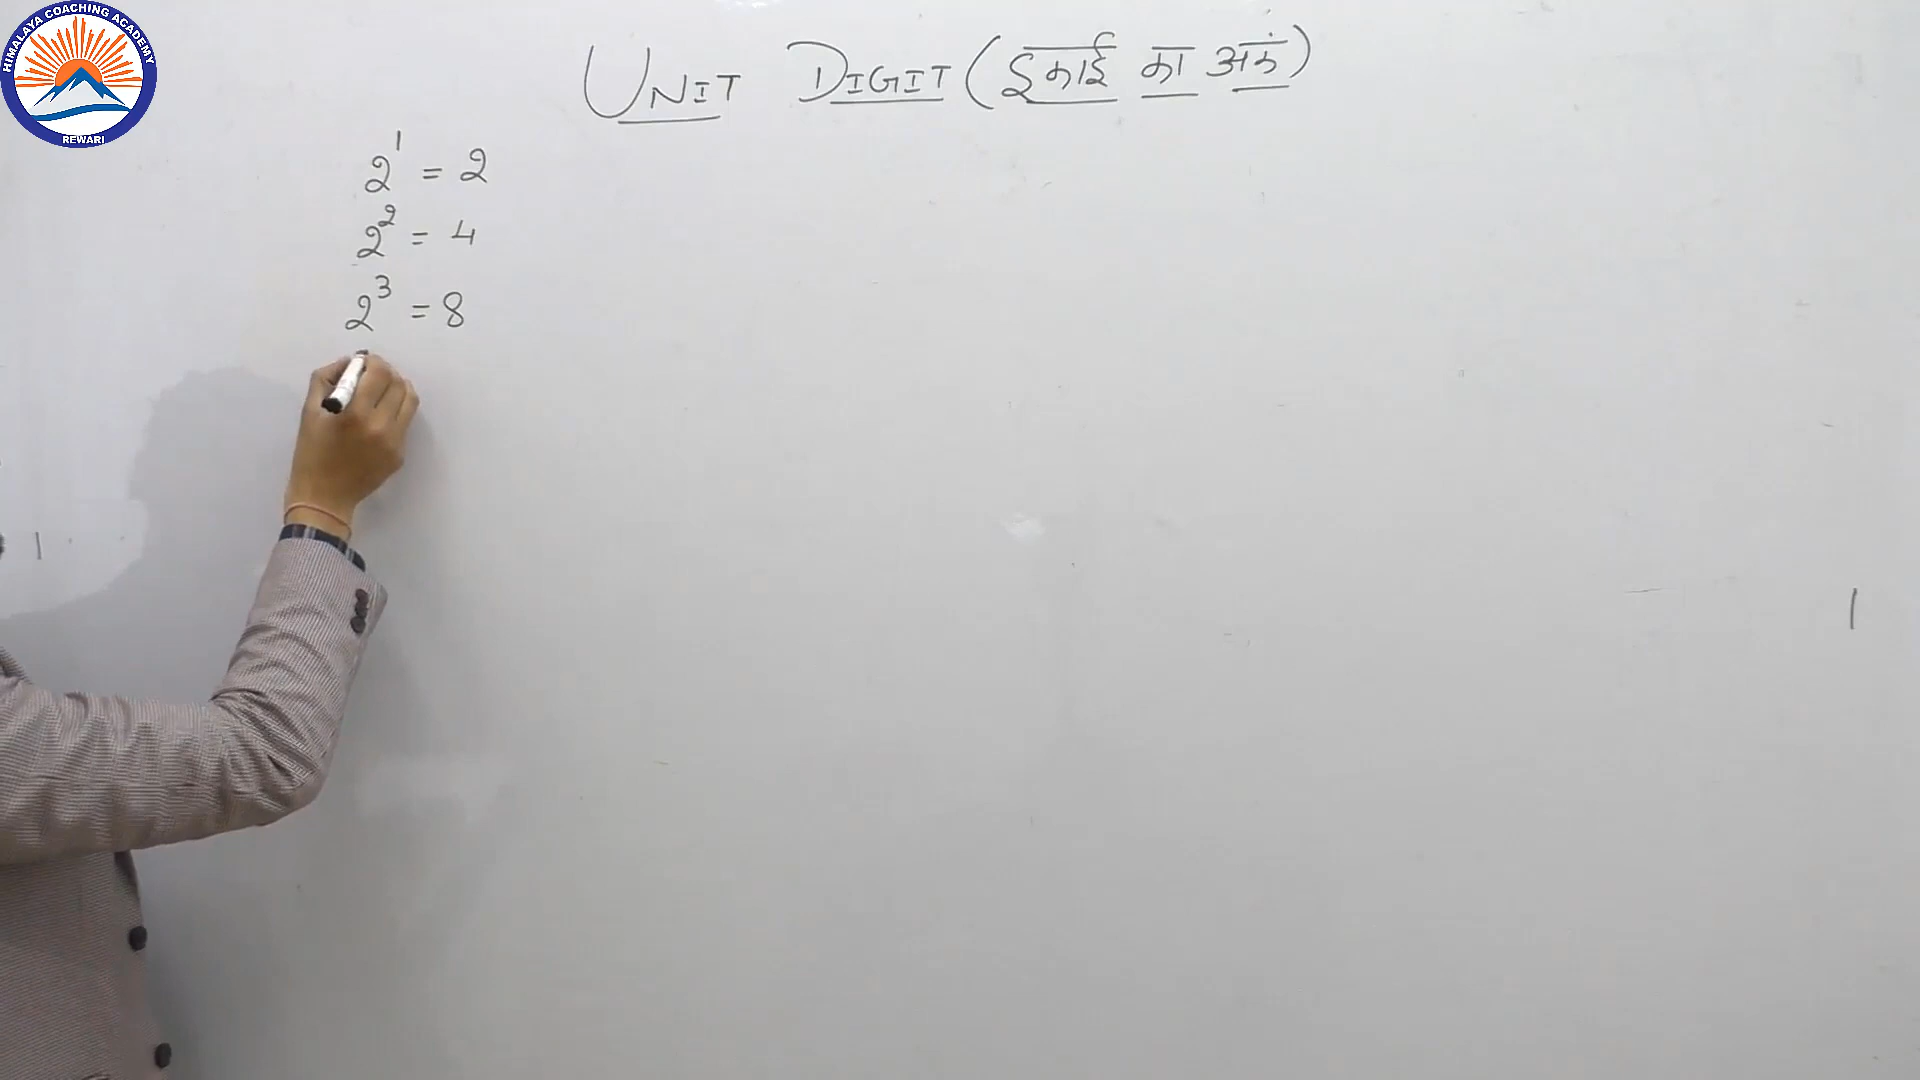 HIMALAYA COACHING ACADEMY
REWARI
UNIT DIGIT (इकाई का अंक)
2¹ = 2
2² = 4
2³ = 8